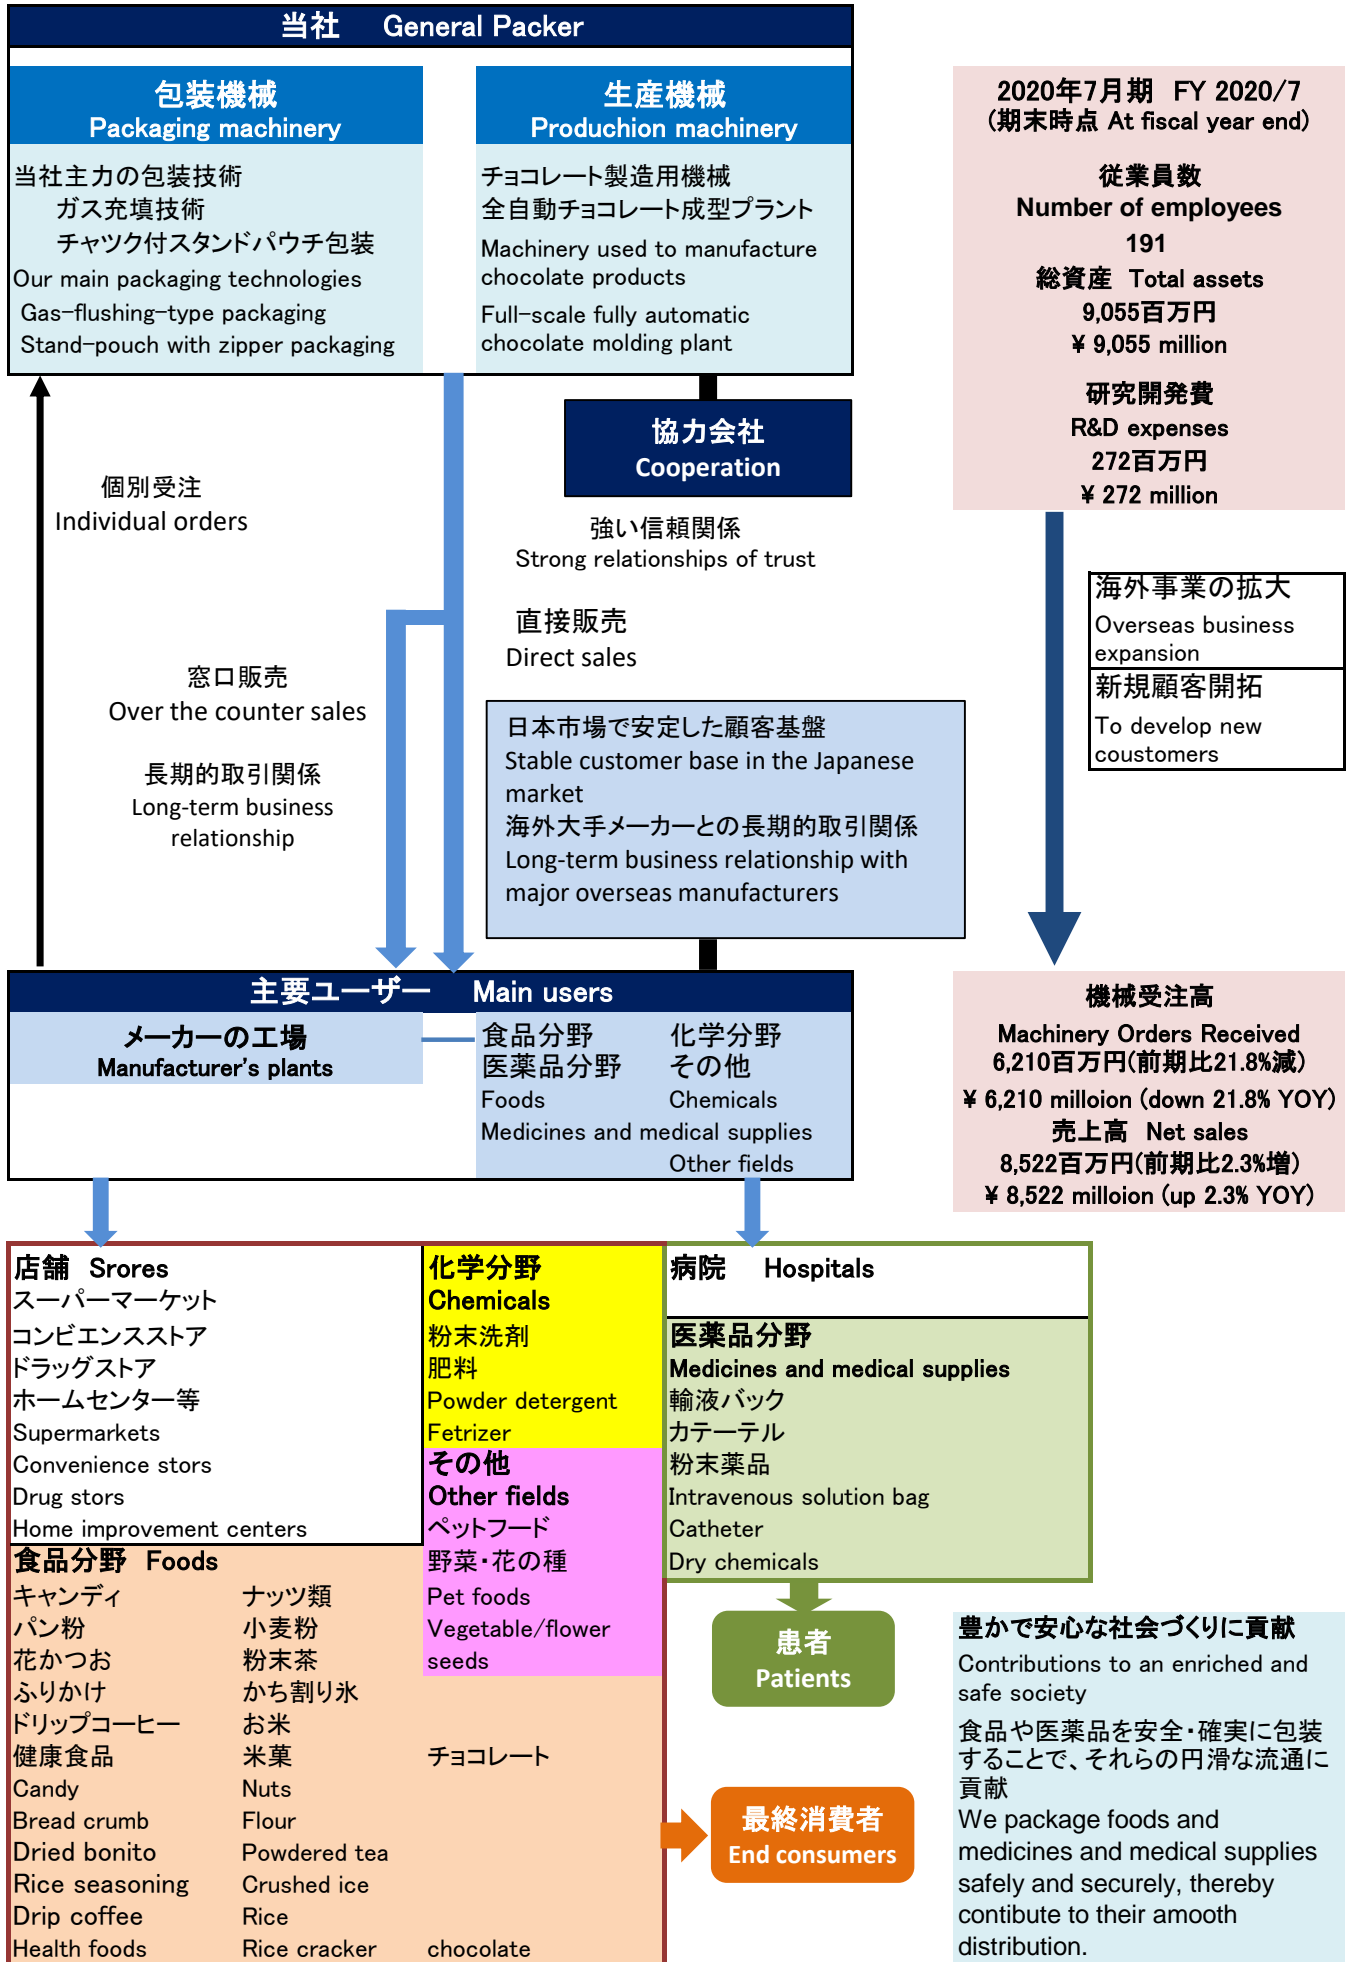 当社 General Packer
包装機械
Packaging machinery
当社主力の包装技術
ガス充填技術
チャツク付スタンドパウチ包装
Our main packaging technologies
Gas-flushing-type packaging
Stand-pouch with zipper packaging
生産機械
Produchion machinery
チョコレート製造用機械
全自動チョコレート成型プラント
Machinery used to manufacture
chocolate products
Full-scale fully automatic
chocolate molding plant
2020年7月期 FY 2020/7
(期末時点 At fiscal year end)
従業員数
Number of employees
191
総資産 Total assets
9,055百万円
¥ 9,055 million
研究開発費
R&D expenses
272百万円
¥ 272 million
協力会社
Cooperation
個別受注
Individual orders
強い信頼関係
Strong relationships of trust
直接販売
Direct sales
窓口販売
Over the counter sales
長期的取引関係
Long-term business
relationship
海外事業の拡大
Overseas business
expansion
新規顧客開拓
To develop new
coustomers
日本市場で安定した顧客基盤
Stable customer base in the Japanese
market
海外大手メーカーとの長期的取引関係
Long-term business relationship with
major overseas manufacturers
主要ユーザー Main users
メーカーの工場
Manufacturer's plants
食品分野 化学分野
医薬品分野 その他
Foods Chemicals
Medicines and medical supplies
Other fields
機械受注高
Machinery Orders Received
6,210百万円(前期比21.8%減)
¥ 6,210 milloion (down 21.8% YOY)
売上高 Net sales
8,522百万円(前期比2.3%増)
¥ 8,522 milloion (up 2.3% YOY)
店舗 Srores
スーパーマーケット
コンビエンスストア
ドラッグストア
ホームセンター等
Supermarkets
Convenience stors
Drug stors
Home improvement centers
化学分野
Chemicals
粉末洗剤
肥料
Powder detergent
Fetrizer
その他
Other fields
ペットフード
野菜・花の種
Pet foods
Vegetable/flower
seeds
病院 Hospitals
医薬品分野
Medicines and medical supplies
輸液バック
カテーテル
粉末薬品
Intravenous solution bag
Catheter
Dry chemicals
食品分野 Foods
キャンディ ナッツ類
パン粉 小麦粉
花かつお 粉末茶
ふりかけ かち割り氷
ドリップコーヒー お米
健康食品 米菓 チョコレート
Candy Nuts
Bread crumb Flour
Dried bonito Powdered tea
Rice seasoning Crushed ice
Drip coffee Rice
Health foods Rice cracker chocolate
患者
Patients
最終消費者
End consumers
豊かで安心な社会づくりに貢献
Contributions to an enriched and
safe society
食品や医薬品を安全・確実に包装
することで、それらの円滑な流通に
貢献
We package foods and
medicines and medical supplies
safely and securely, thereby
contibute to their amooth
distribution.